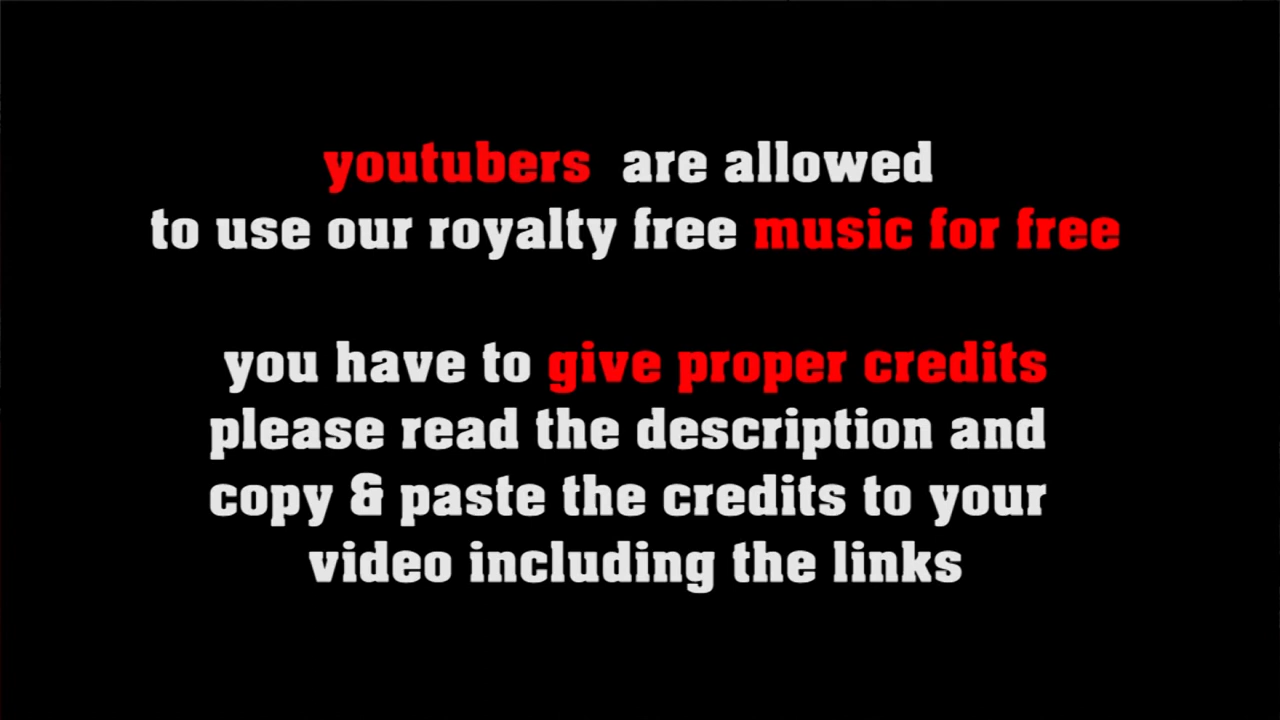 youtubers are allowed
to use our royalty free music for free
you have to give proper credits
please read the description and
copy & paste the credits to your
video including the links